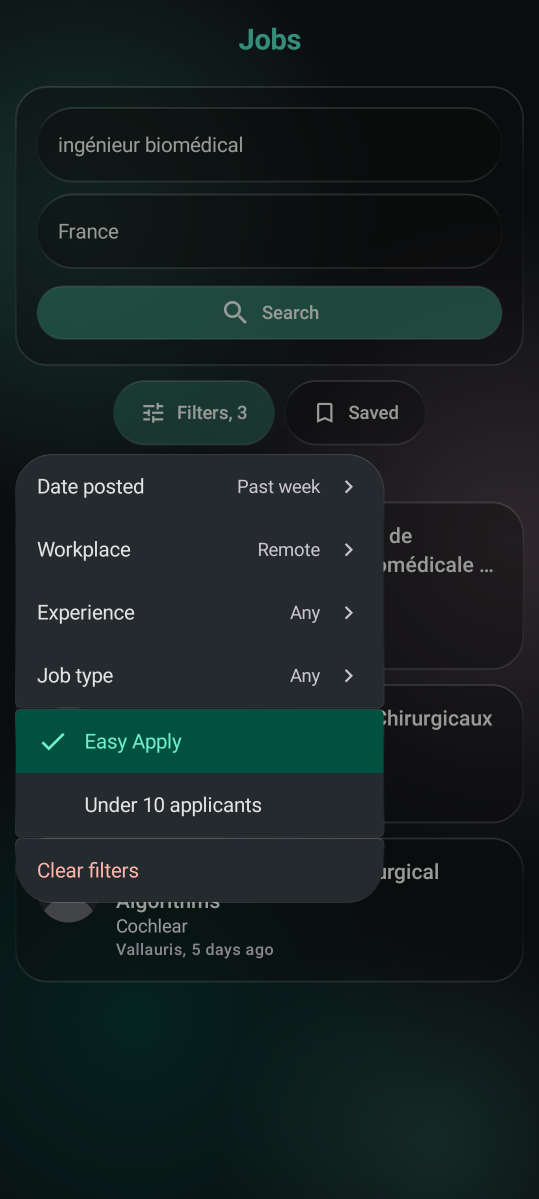 Jobs
ingénieur biomédical
France
Search
Filters, 3
Saved
Date posted Past week
de
Workplace Remote
omédicale ...
Experience Any
Job type Any
Chirurgicaux
Easy Apply
Under 10 applicants
Clear filters
urgical
Algorithms
Cochlear
Vallauris, 5 days ago